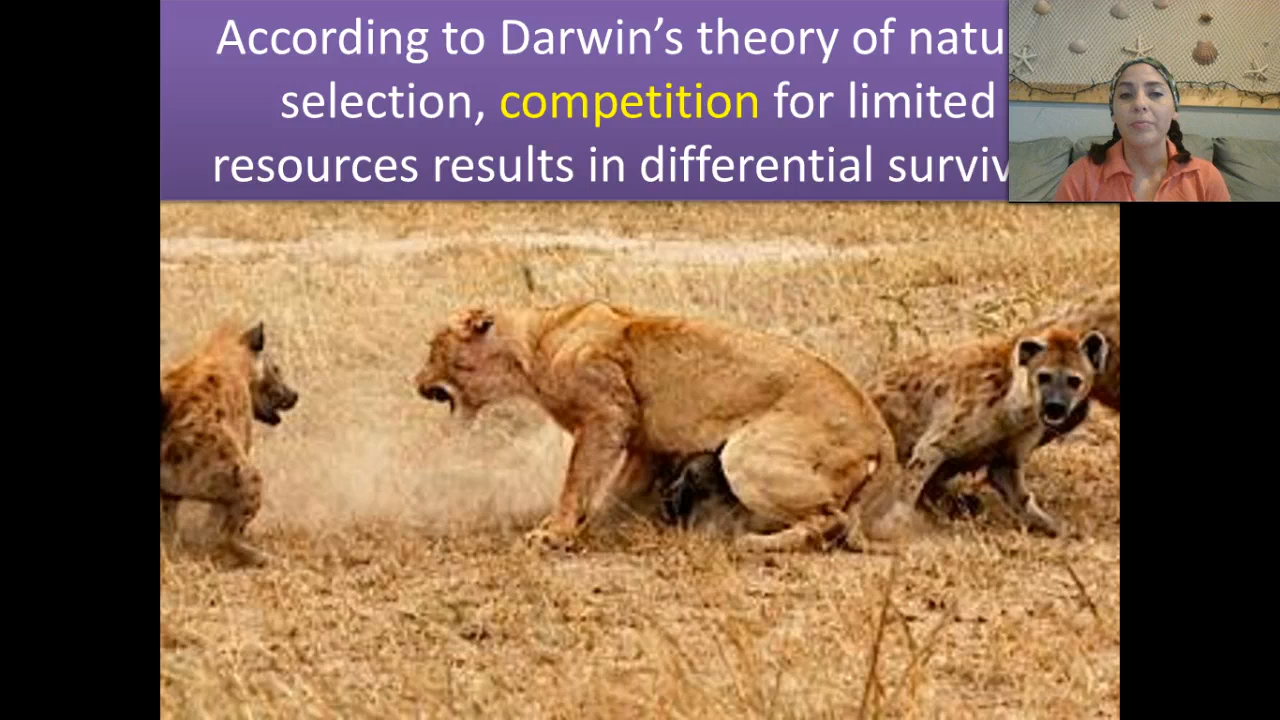 According to Darwin's theory of natu
selection, competition for limited
resources results in differential surviv